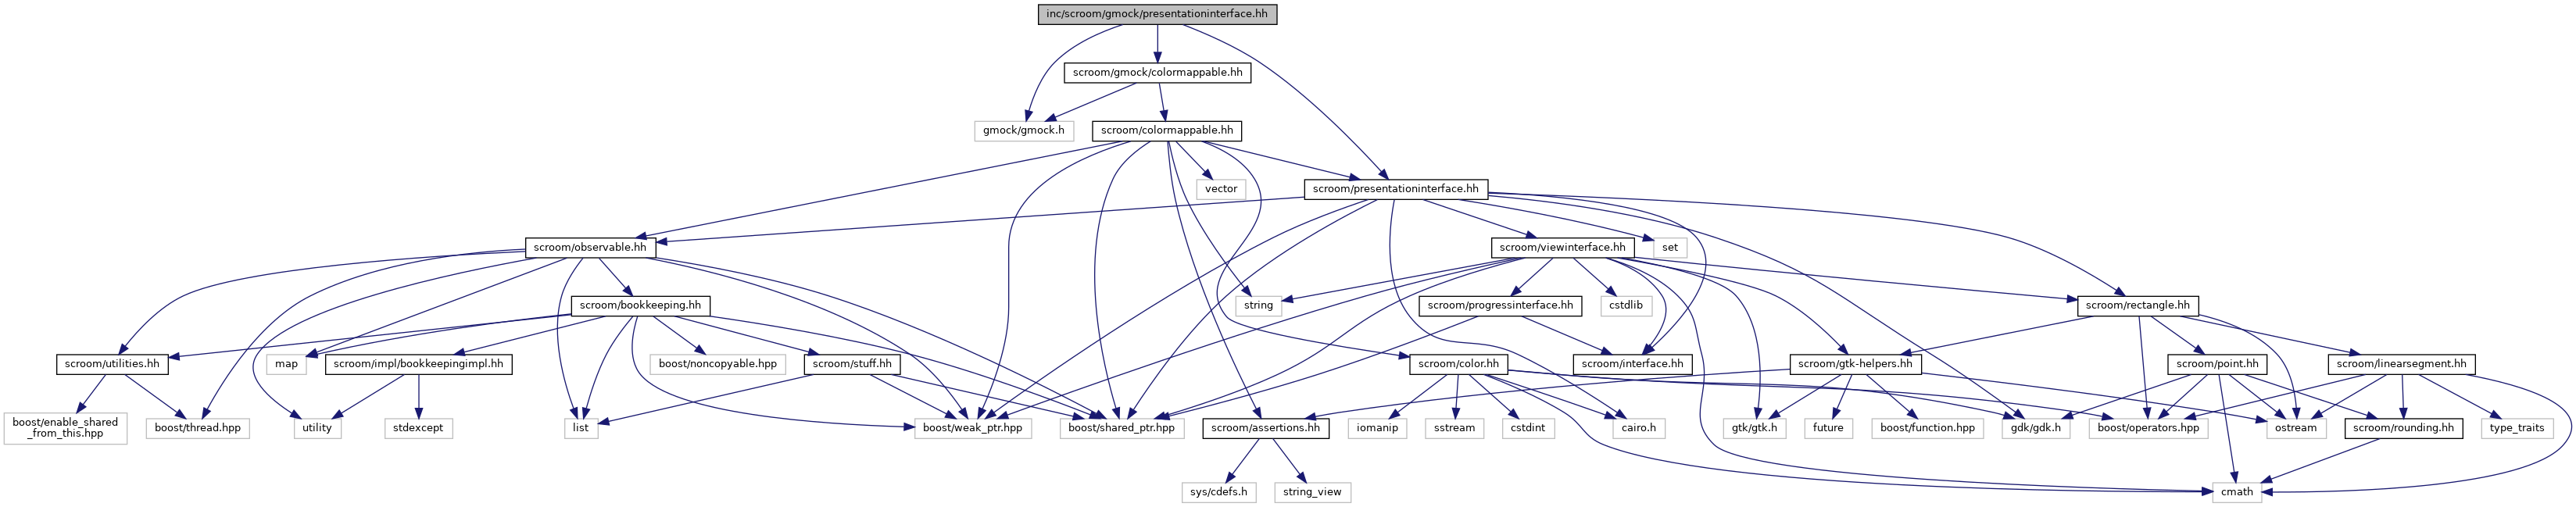 inc/scroom/gmock/presentationinterface.hh
scroom/gmock/colormappable.hh
gmock/gmock.h
scroom/colormappable.hh
vector
scroom/presentationinterface.hh
scroom/observable.hh
scroom/viewinterface.hh
set
scroom/bookkeeping.hh
string
scroom/progressinterface.hh
cstdlib
scroom/rectangle.hh
scroom/utilities.hh
map
scroom/impl/bookkeepingimpl.hh
boost/noncopyable.hpp
scroom/stuff.hh
scroom/color.hh
scroom/interface.hh
scroom/gtk-helpers.hh
scroom/point.hh
scroom/linearsegment.hh
boost/enable_shared
_from_this.hpp
boost/thread.hpp
utility
stdexcept
list
boost/weak_ptr.hpp
boost/shared_ptr.hpp
scroom/assertions.hh
iomanip
sstream
cstdint
cairo.h
gtk/gtk.h
future
boost/function.hpp
gdk/gdk.h
boost/operators.hpp
ostream
scroom/rounding.hh
type_traits
sys/cdefs.h
string_view
cmath